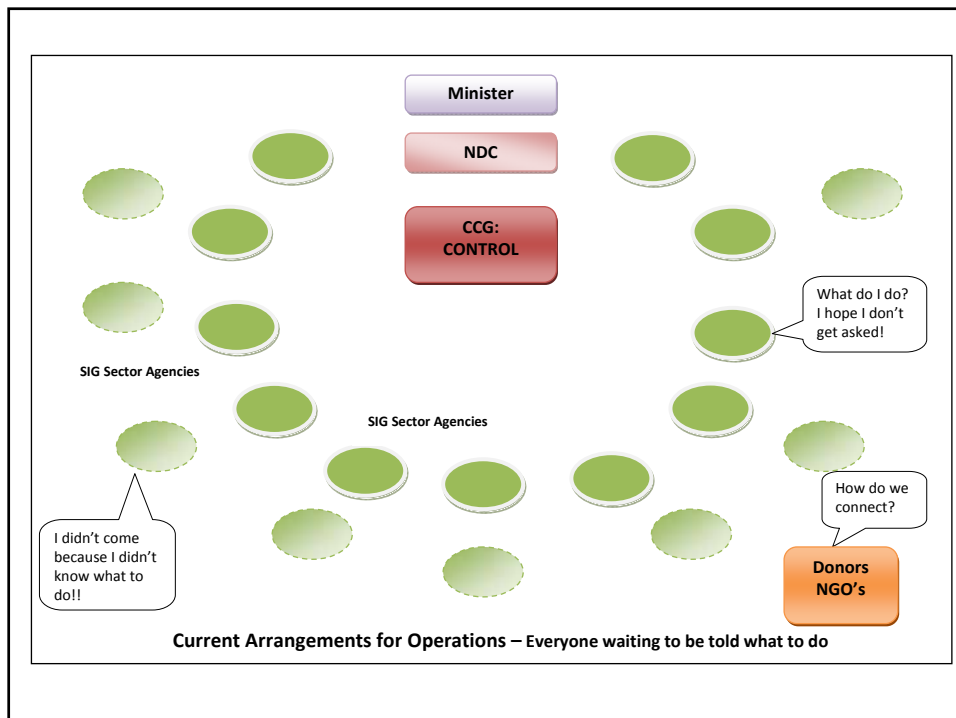 Minister
NDC
CCG:
CONTROL
What do I do?
I hope I don’t
get asked!
SIG Sector Agencies
SIG Sector Agencies
How do we
connect?
I didn’t come
because I didn’t
know what to
do!!
Donors
NGO’s
Current Arrangements for Operations – Everyone waiting to be told what to do